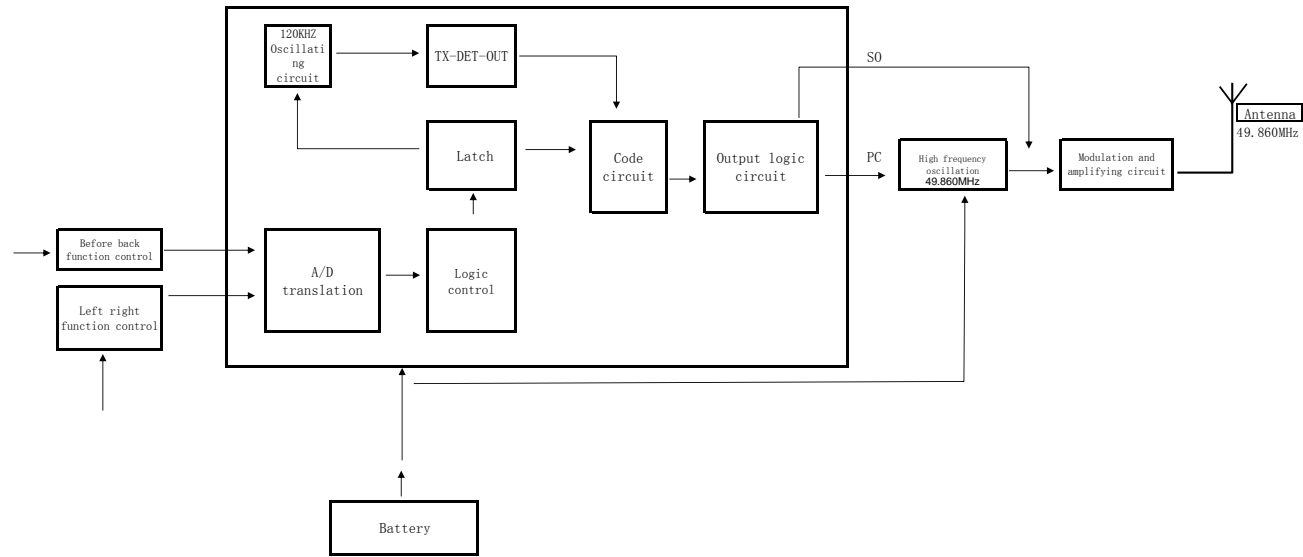 120KHZ
Oscillati
ng
circuit
TX-DET-OUT
SO
Antenna
49.860MHz
Latch
Code
circuit
Output logic
circuit
PC
High frequency
oscillation
49.860MHz
Modulation and
amplifying circuit
Before back
function control
A/D
translation
Logic
control
Left right
function control
Battery